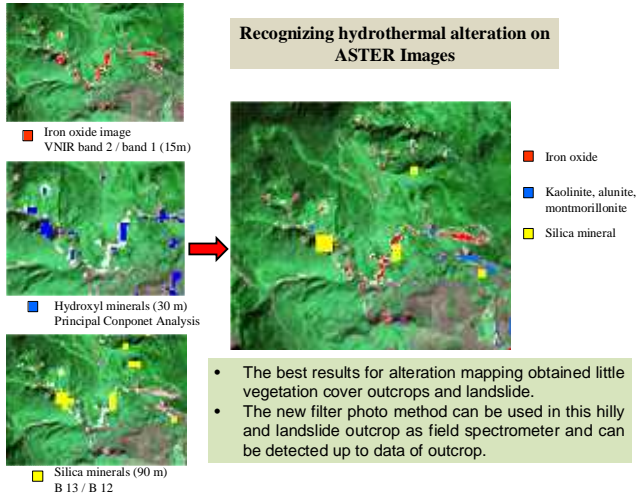 Recognizing hydrothermal alteration on
ASTER Images
Iron oxide image
VNIR band 2 / band 1 (15m)
Hydroxyl minerals (30 m)
Principal Conponet Analysis
Silica minerals (90 m)
B 13 / B 12
Iron oxide
Kaolinite, alunite,
montmorillonite
Silica mineral
• The best results for alteration mapping obtained little
vegetation cover outcrops and landslide.
• The new filter photo method can be used in this hilly
and landslide outcrop as field spectrometer and can
be detected up to data of outcrop.